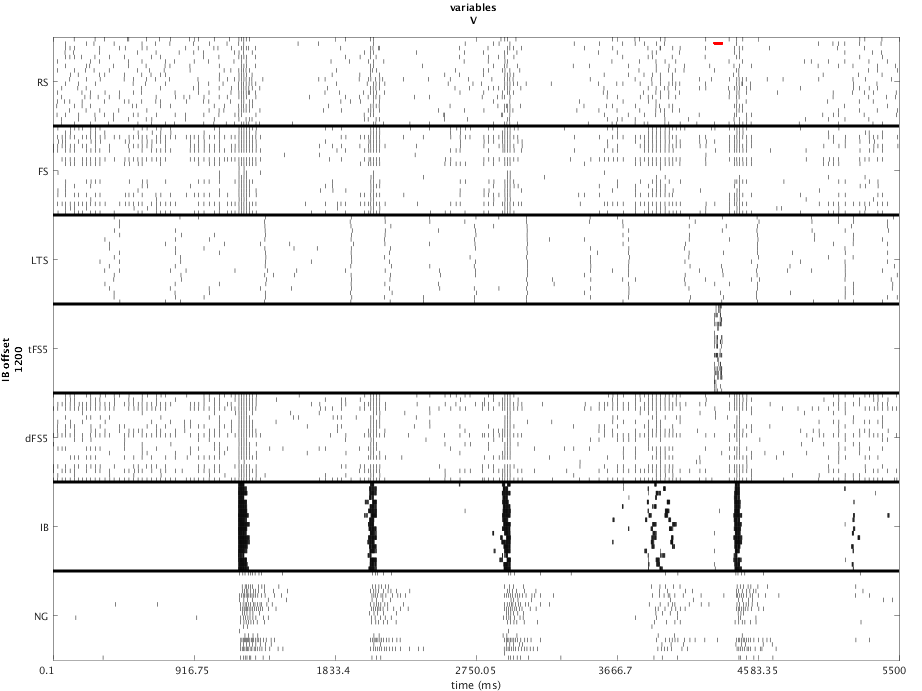 variables
V
RS
FS
LTS
tFS5
dFS5
IB
NG
IB offset
1200
0.1 916.75 1833.4 2750.05 3666.7 4583.35 5500
time (ms)